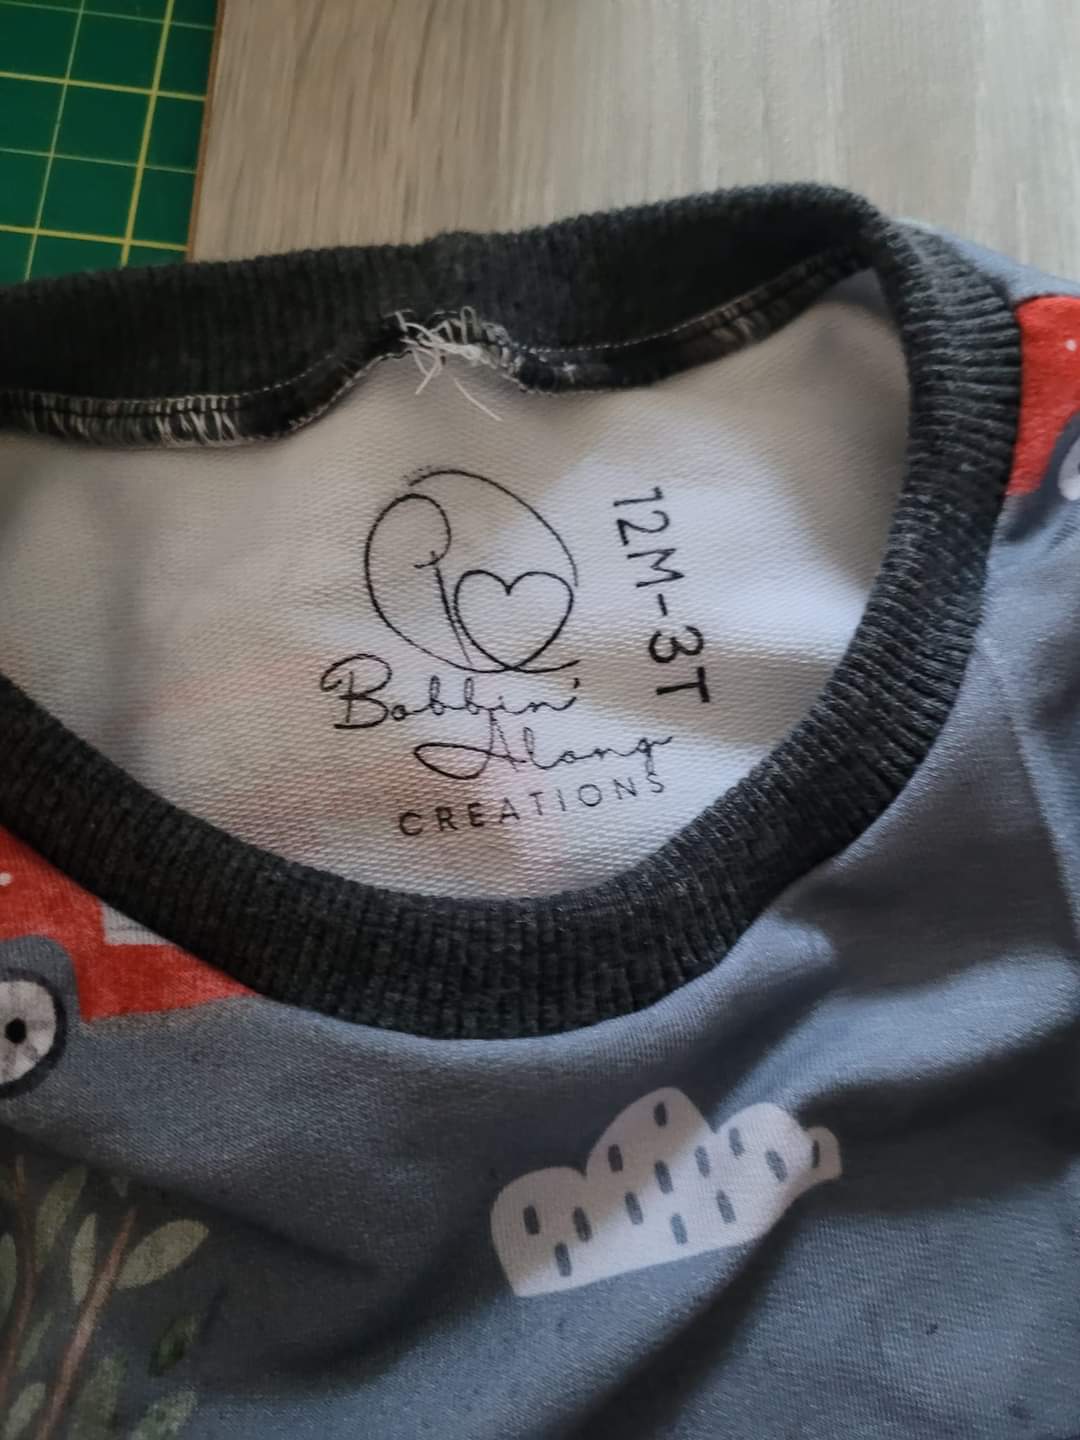 Bobbin'
Along
CREATIONS
12M-3T